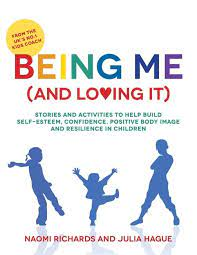 FROM THE
UK'S NO.1
KIDS COACH
BEING ME
(AND LOVING IT)
STORIES AND ACTIVITIES TO HELP BUILD
SELF-ESTEEM, CONFIDENCE, POSITIVE BODY IMAGE
AND RESILIENCE IN CHILDREN
NAOMI RICHARDS AND JULIA HAGUE